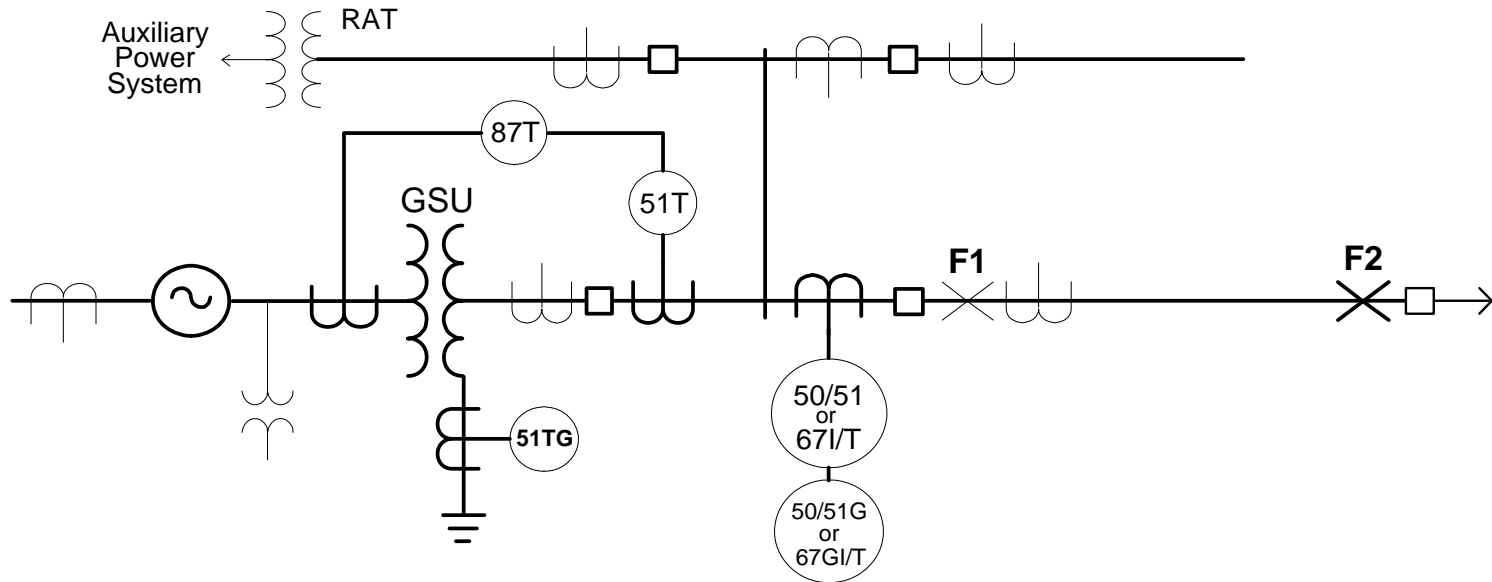 Auxiliary
Power
System
RAT
87T
GSU
51T
F1
F2
51TG
50/51
or
67I/T
50/51G
or
67GI/T